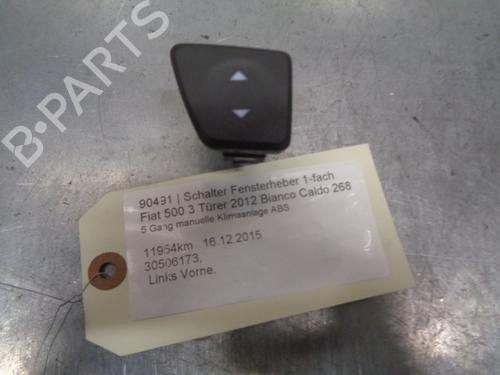 B-PARTS
90491 | Schalter Fensterheber 1-fach
Fiat 500 3 Türer 2012 Bianco Caldo 268
5 Gang manuelle Klimaanlage ABS
11954km 16.12.2015
30506173,
Links Vorne.